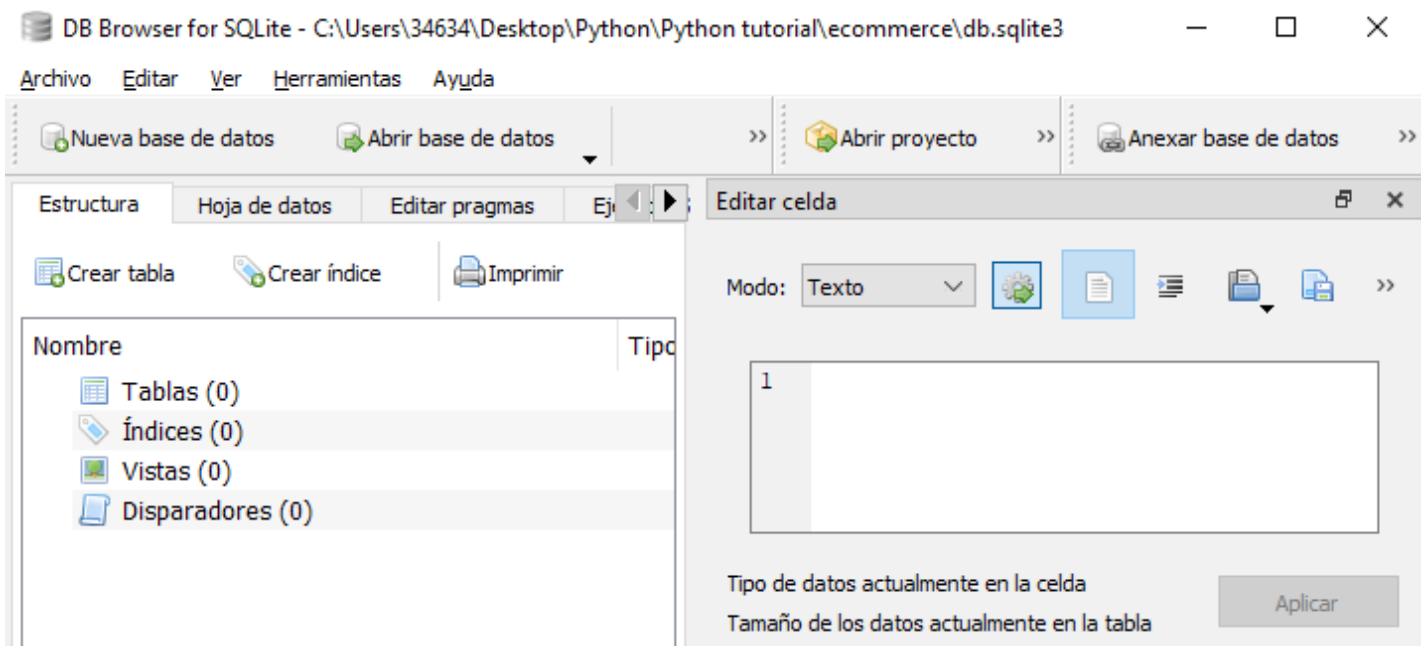 DB Browser for SQLite - C:\Users\34634\Desktop\Python\Python tutorial\ecommerce\db.sqlite3
Archivo Editar Ver Herramientas Ayuda
Nueva base de datos Abrir base de datos >> Abrir proyecto >> Anexar base de datos >>
Estructura Hoja de datos Editar pragmas Editar celda
Crear tabla Crear índice Imprimir
Modo: Texto >>
Nombre Tipo
1
Tablas (0)
Índices (0)
Vistas (0)
Disparadores (0)
Tipo de datos actualmente en la celda
Tamaño de los datos actualmente en la tabla
Aplicar